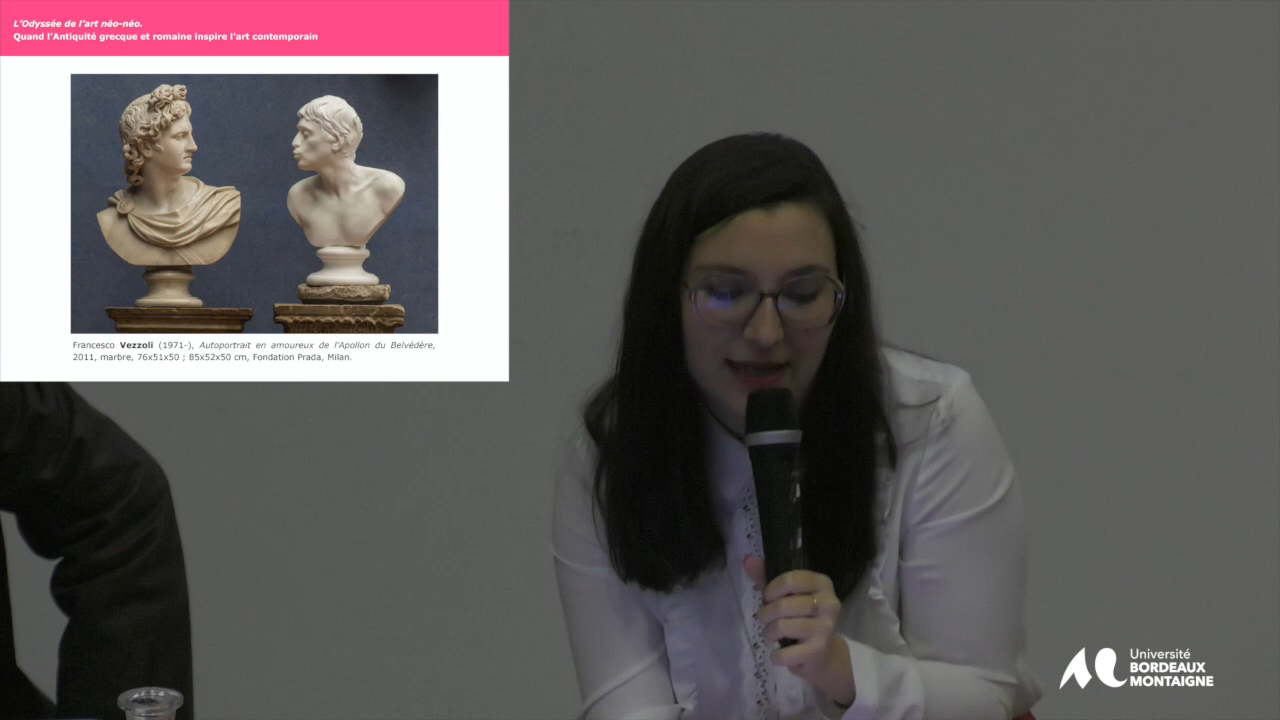 L'Odyssée de l'art néo-néo.
Quand l'Antiquité grecque et romaine inspire l'art contemporain
Francesco Vezzoli (1971-), Autoportrait en amoureux de l'Apollon du Belvédère,
2011, marbre, 76x51x50 ; 85x52x50 cm, Fondation Prada, Milan.
Université
BORDEAUX
MONTAIGNE